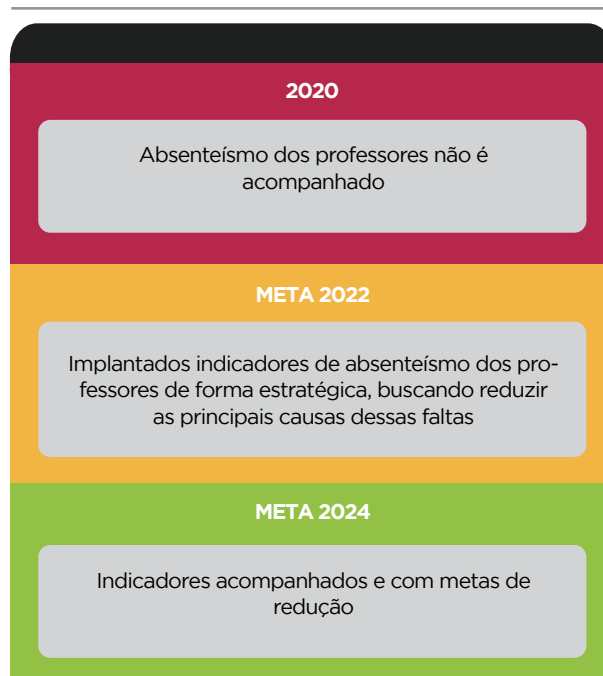 2020
Absenteísmo dos professores não é
acompanhado
META 2022
Implantados indicadores de absenteísmo dos pro-
fessores de forma estratégica, buscando reduzir
as principais causas dessas faltas
META 2024
Indicadores acompanhados e com metas de
redução